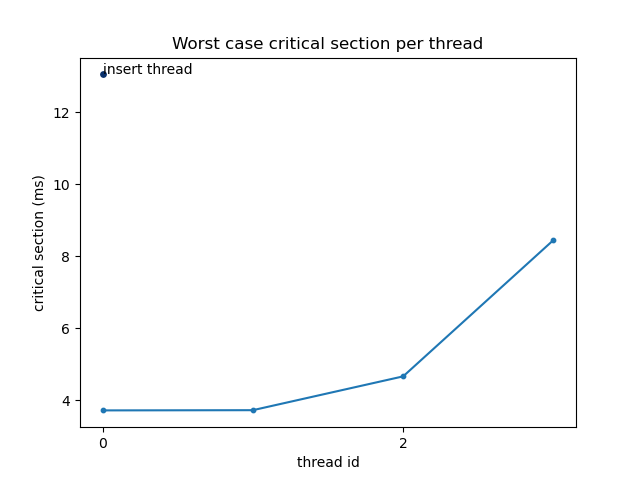 Worst case critical section per thread
insert thread
12
10
8
6
4
critical section (ms)
0
2
thread id